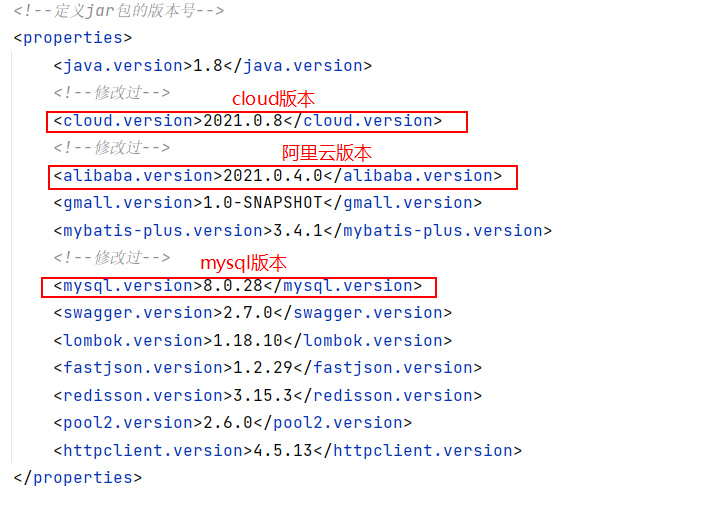 <!--定义jar包的版本号-->
<properties>
<java.version>1.8</java.version>
<!--修改过-->
cloud版本
<cloud.version>2021.0.8</cloud.version>
<!--修改过-->
阿里云版本
<alibaba.version>2021.0.4.0</alibaba.version>
<gmall.version>1.0-SNAPSHOT</gmall.version>
<mybatis-plus.version>3.4.1</mybatis-plus.version>
<!--修改过-->
mysql版本
<mysql.version>8.0.28</mysql.version>
<swagger.version>2.7.0</swagger.version>
<lombok.version>1.18.10</lombok.version>
<fastjson.version>1.2.29</fastjson.version>
<redisson.version>3.15.3</redisson.version>
<pool2.version>2.6.0</pool2.version>
<httpclient.version>4.5.13</httpclient.version>
</properties>